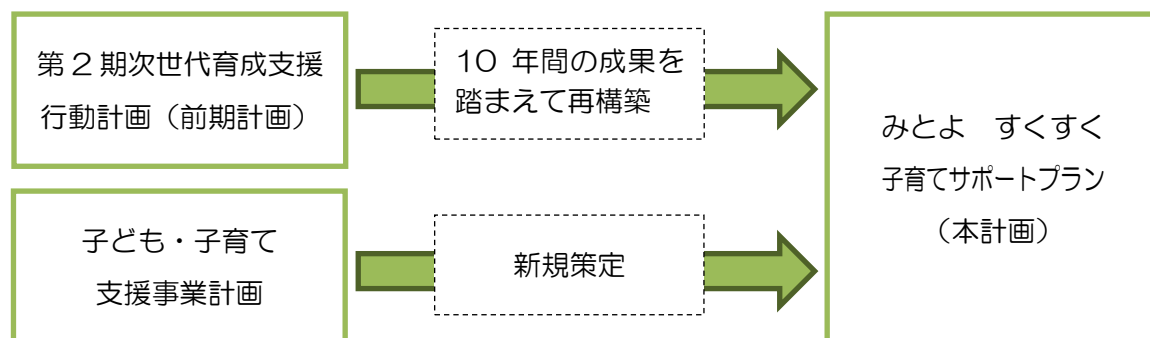 第2期次世代育成支援
行動計画（前期計画）
10 年間の成果を
踏まえて再構築
子ども・子育て
支援事業計画
新規策定
みとよ　すくすく
子育てサポートプラン
（本計画）